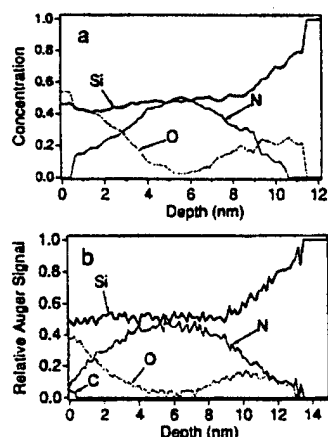 a
Concentration
1.0
0.8
0.6
0.4
0.2
0.0
Si
N
O
0 2 4 6 8 10 12
Depth (nm)
b
Relative Auger Signal
1.0
0.8
0.6
0.4
0.2
0
Si
N
O
C
0 2 4 6 8 10 12 14
Depth (nm)